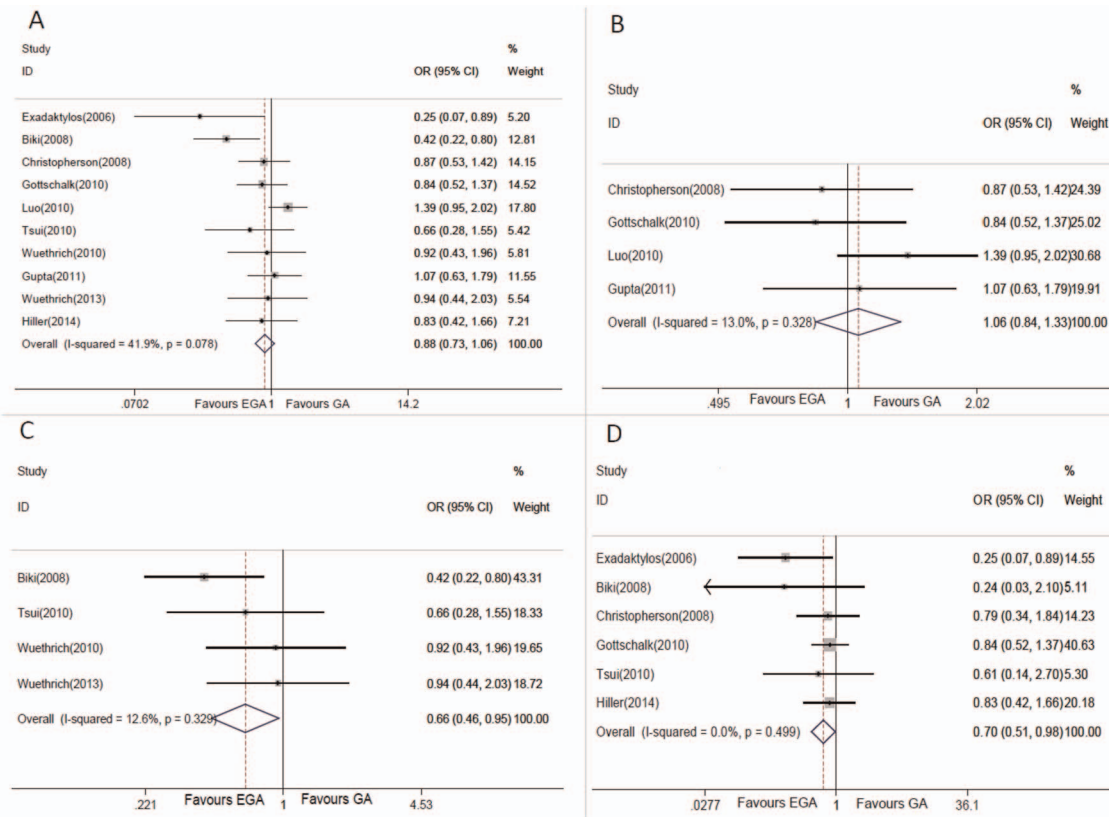 A
Study %
ID OR (95% CI) Weight
Exadaktylos(2006) 0.25 (0.07, 0.89) 5.20
Biki(2008) 0.42 (0.22, 0.80) 12.81
Christopherson(2008) 0.87 (0.53, 1.42) 14.15
Gottschalk(2010) 0.84 (0.52, 1.37) 14.52
Luo(2010) 1.39 (0.95, 2.02) 17.80
Tsui(2010) 0.66 (0.28, 1.55) 5.42
Wuethrich(2010) 0.92 (0.43, 1.96) 5.81
Gupta(2011) 1.07 (0.63, 1.79) 11.55
Wuethrich(2013) 0.94 (0.44, 2.03) 5.54
Hiller(2014) 0.83 (0.42, 1.66) 7.21
Overall (I-squared = 41.9%, p = 0.078) 0.88 (0.73, 1.06) 100.00
.0702 Favours EGA 1 Favours GA 14.2
B
Study %
ID OR (95% CI) Weight
Christopherson(2008) 0.87 (0.53, 1.42) 24.39
Gottschalk(2010) 0.84 (0.52, 1.37) 25.02
Luo(2010) 1.39 (0.95, 2.02) 30.68
Gupta(2011) 1.07 (0.63, 1.79) 19.91
Overall (I-squared = 13.0%, p = 0.328) 1.06 (0.84, 1.33) 100.00
.495 Favours EGA 1 Favours GA 2.02
C
Study %
ID OR (95% CI) Weight
Biki(2008) 0.42 (0.22, 0.80) 43.31
Tsui(2010) 0.66 (0.28, 1.55) 18.33
Wuethrich(2010) 0.92 (0.43, 1.96) 19.65
Wuethrich(2013) 0.94 (0.44, 2.03) 18.72
Overall (I-squared = 12.6%, p = 0.329) 0.66 (0.46, 0.95) 100.00
.221 Favours EGA 1 Favours GA 4.53
D
Study %
ID OR (95% CI) Weight
Exadaktylos(2006) 0.25 (0.07, 0.89) 14.55
Biki(2008) 0.24 (0.03, 2.10) 5.11
Christopherson(2008) 0.79 (0.34, 1.84) 14.23
Gottschalk(2010) 0.84 (0.52, 1.37) 40.63
Tsui(2010) 0.61 (0.14, 2.70) 5.30
Hiller(2014) 0.83 (0.42, 1.66) 20.18
Overall (I-squared = 0.0%, p = 0.499) 0.70 (0.51, 0.98) 100.00
.0277 Favours EGA 1 Favours GA 36.1